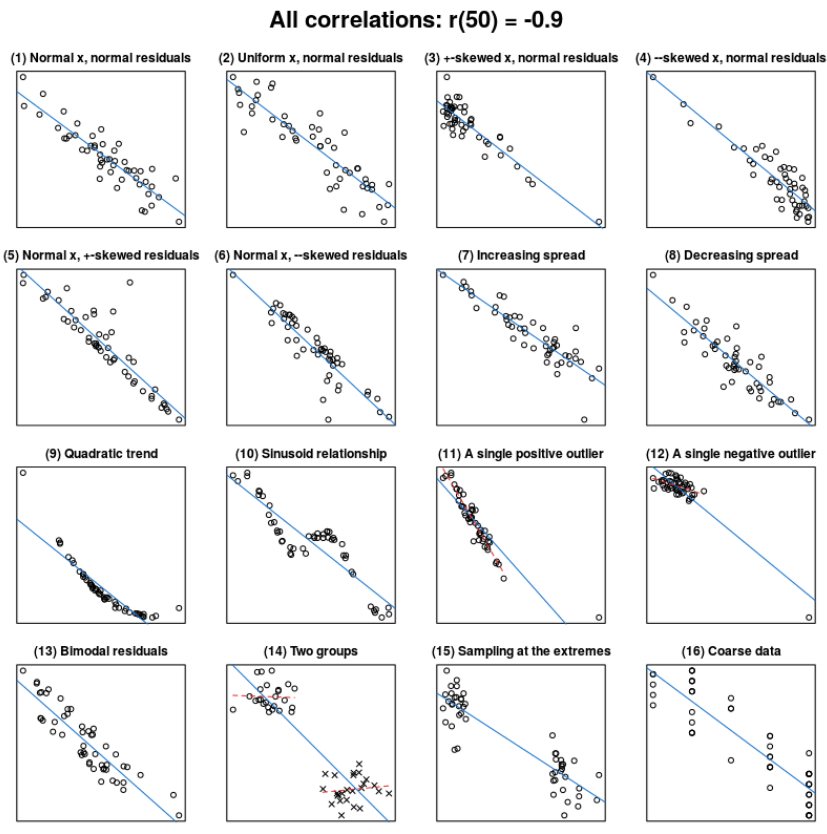 All correlations: r(50) = -0.9
(1) Normal x, normal residuals
(2) Uniform x, normal residuals
(3) +-skewed x, normal residuals
(4) --skewed x, normal residuals
(5) Normal x, +-skewed residuals
(6) Normal x, --skewed residuals
(7) Increasing spread
(8) Decreasing spread
(9) Quadratic trend
(10) Sinusoid relationship
(11) A single positive outlier
(12) A single negative outlier
(13) Bimodal residuals
(14) Two groups
(15) Sampling at the extremes
(16) Coarse data